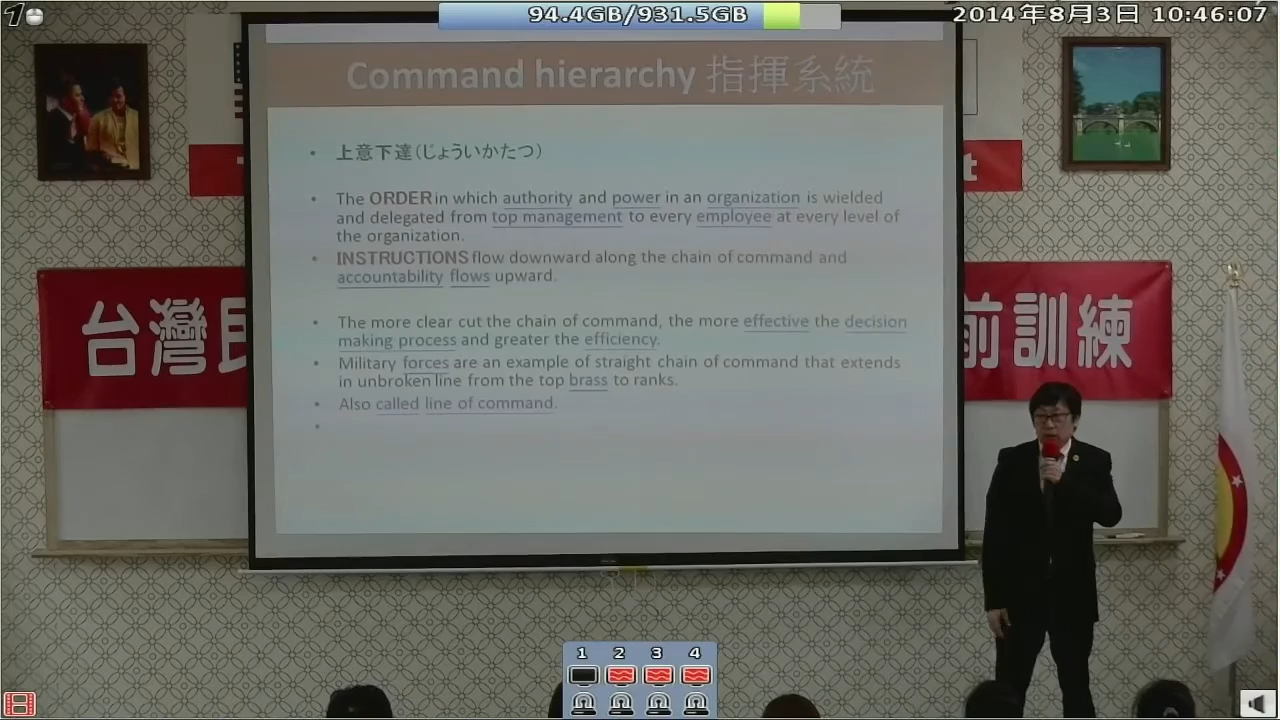 1
94.4GB/931.5GB
2014年8月3日 10:46:07
Command hierarchy 指揮系統
• 上意下達(じょういかたつ)
• The ORDER in which authority and power in an organization is wielded
and delegated from top management to every employee at every level of
the organization.
• INSTRUCTIONS flow downward along the chain of command and
accountability flows upward.
• The more clear cut the chain of command, the more effective the decision
making process and greater the efficiency.
• Military forces are an example of straight chain of command that extends
in unbroken line from the top brass to ranks.
• Also called line of command.
•
t
台灣
前訓練
1 2 3 4